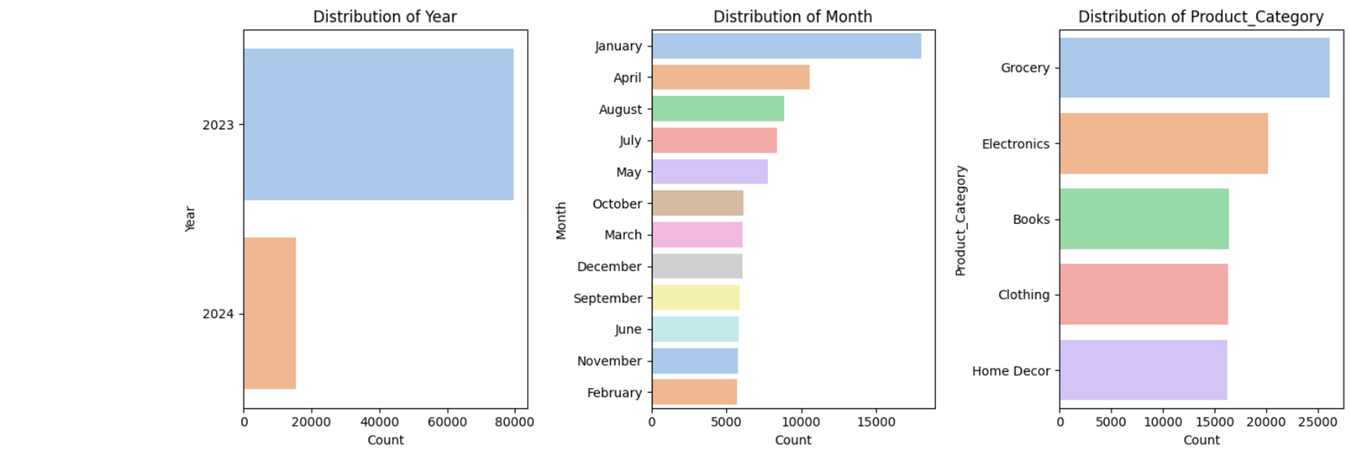 Distribution of Year
Year
2023
2024
0 20000 40000 60000 80000
Count
Distribution of Month
Month
January
April
August
July
May
October
March
December
September
June
November
February
0 5000 10000 15000
Count
Distribution of Product_Category
Product_Category
Grocery
Electronics
Books
Clothing
Home Decor
0 5000 10000 15000 20000 25000
Count